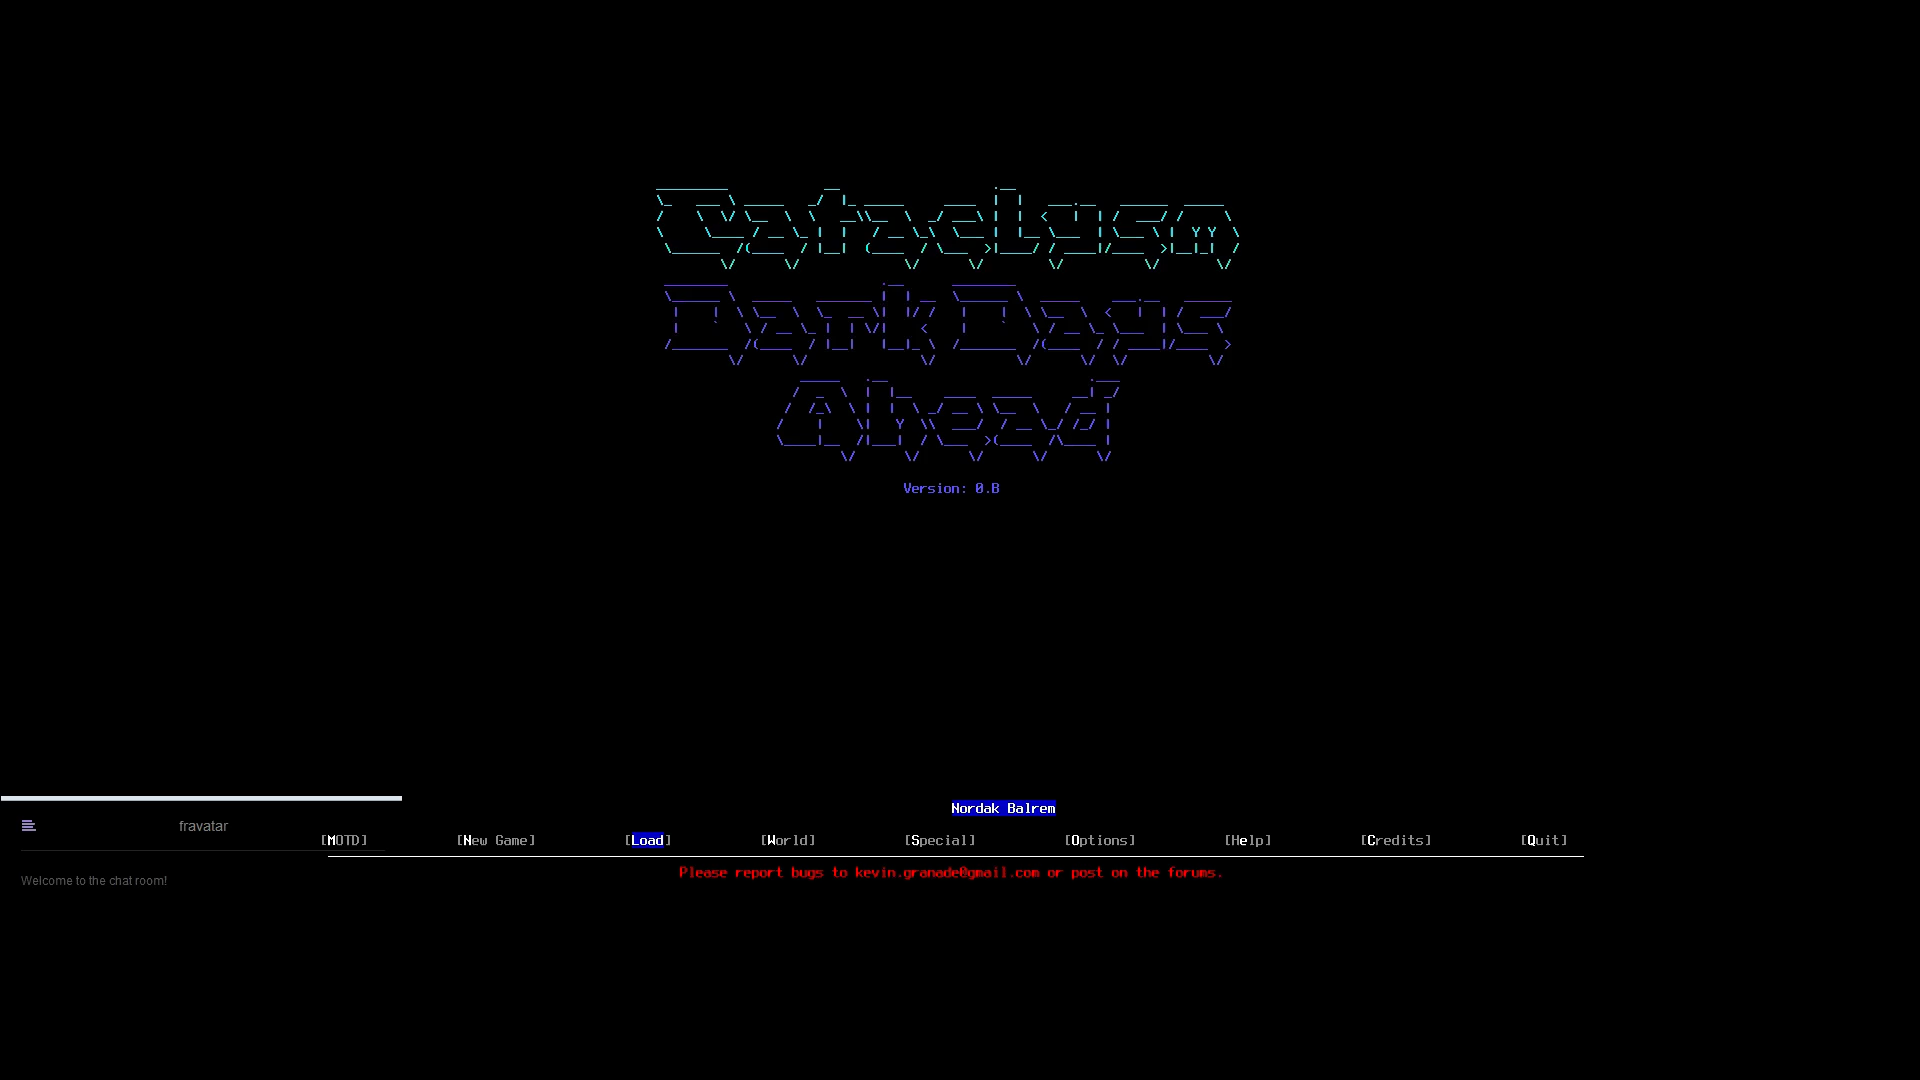 Cataclysm
Dark Days
Ahead
Version: 0.B
Nordak Balrem
fravatar
[MOTD] [New Game] [Load] [World] [Special] [Options] [Help] [Credits] [Quit]
Please report bugs to kevin.granade@gmail.com or post on the forums.
Welcome to the chat room!